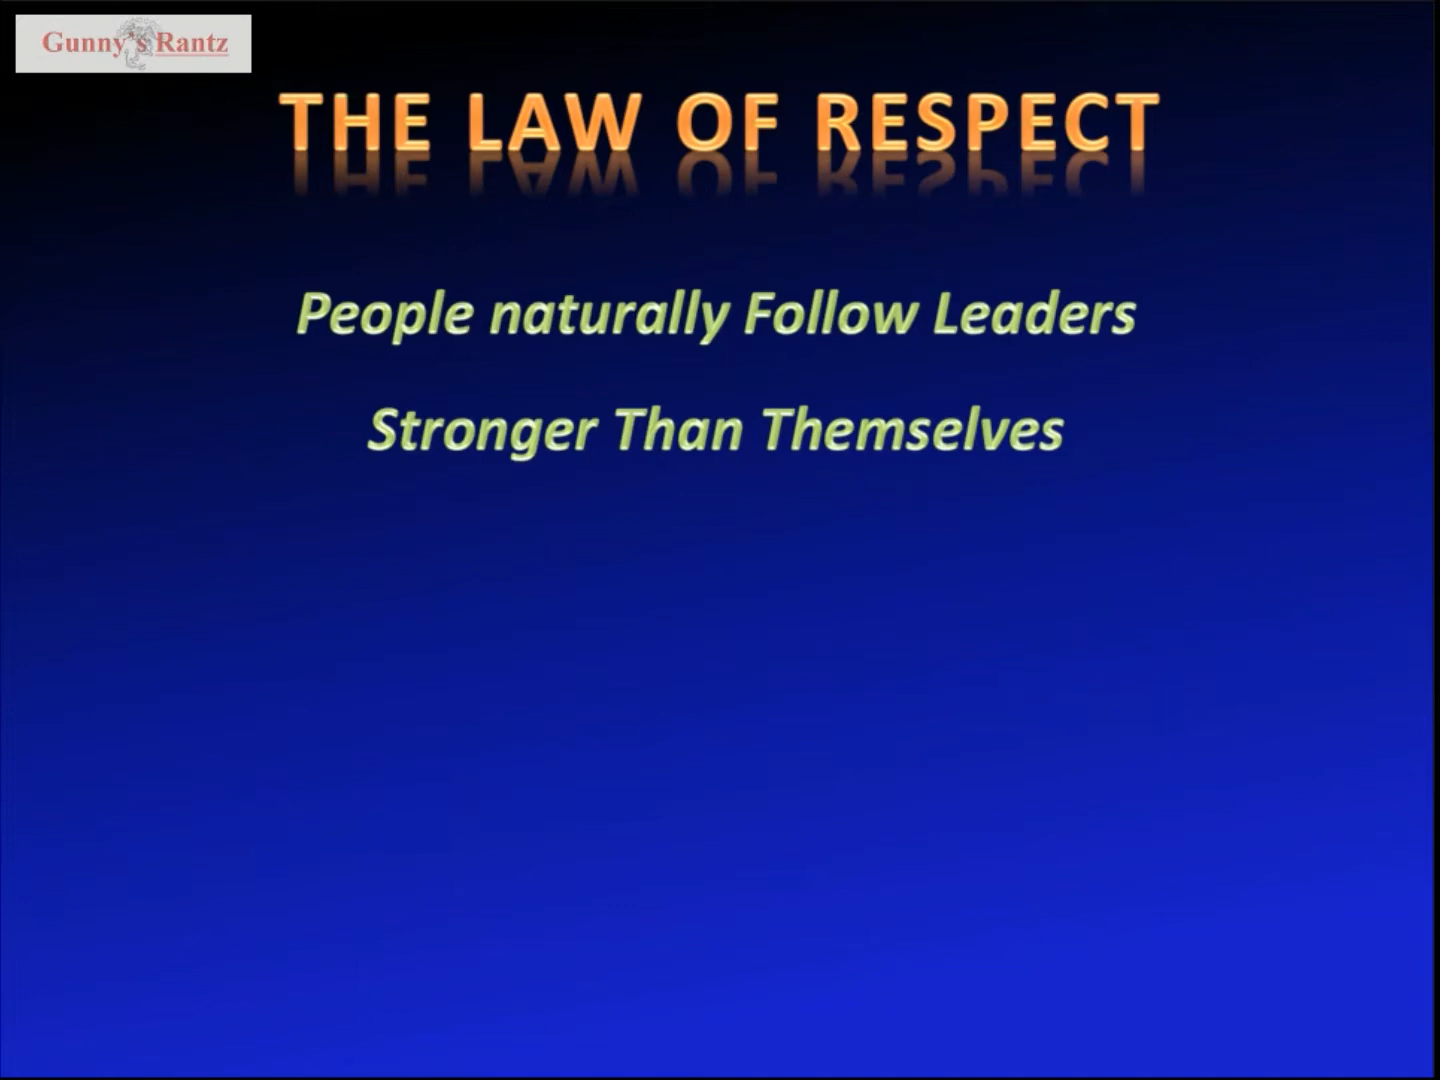 Gunny's Rantz
THE LAW OF RESPECT
People naturally Follow Leaders
Stronger Than Themselves